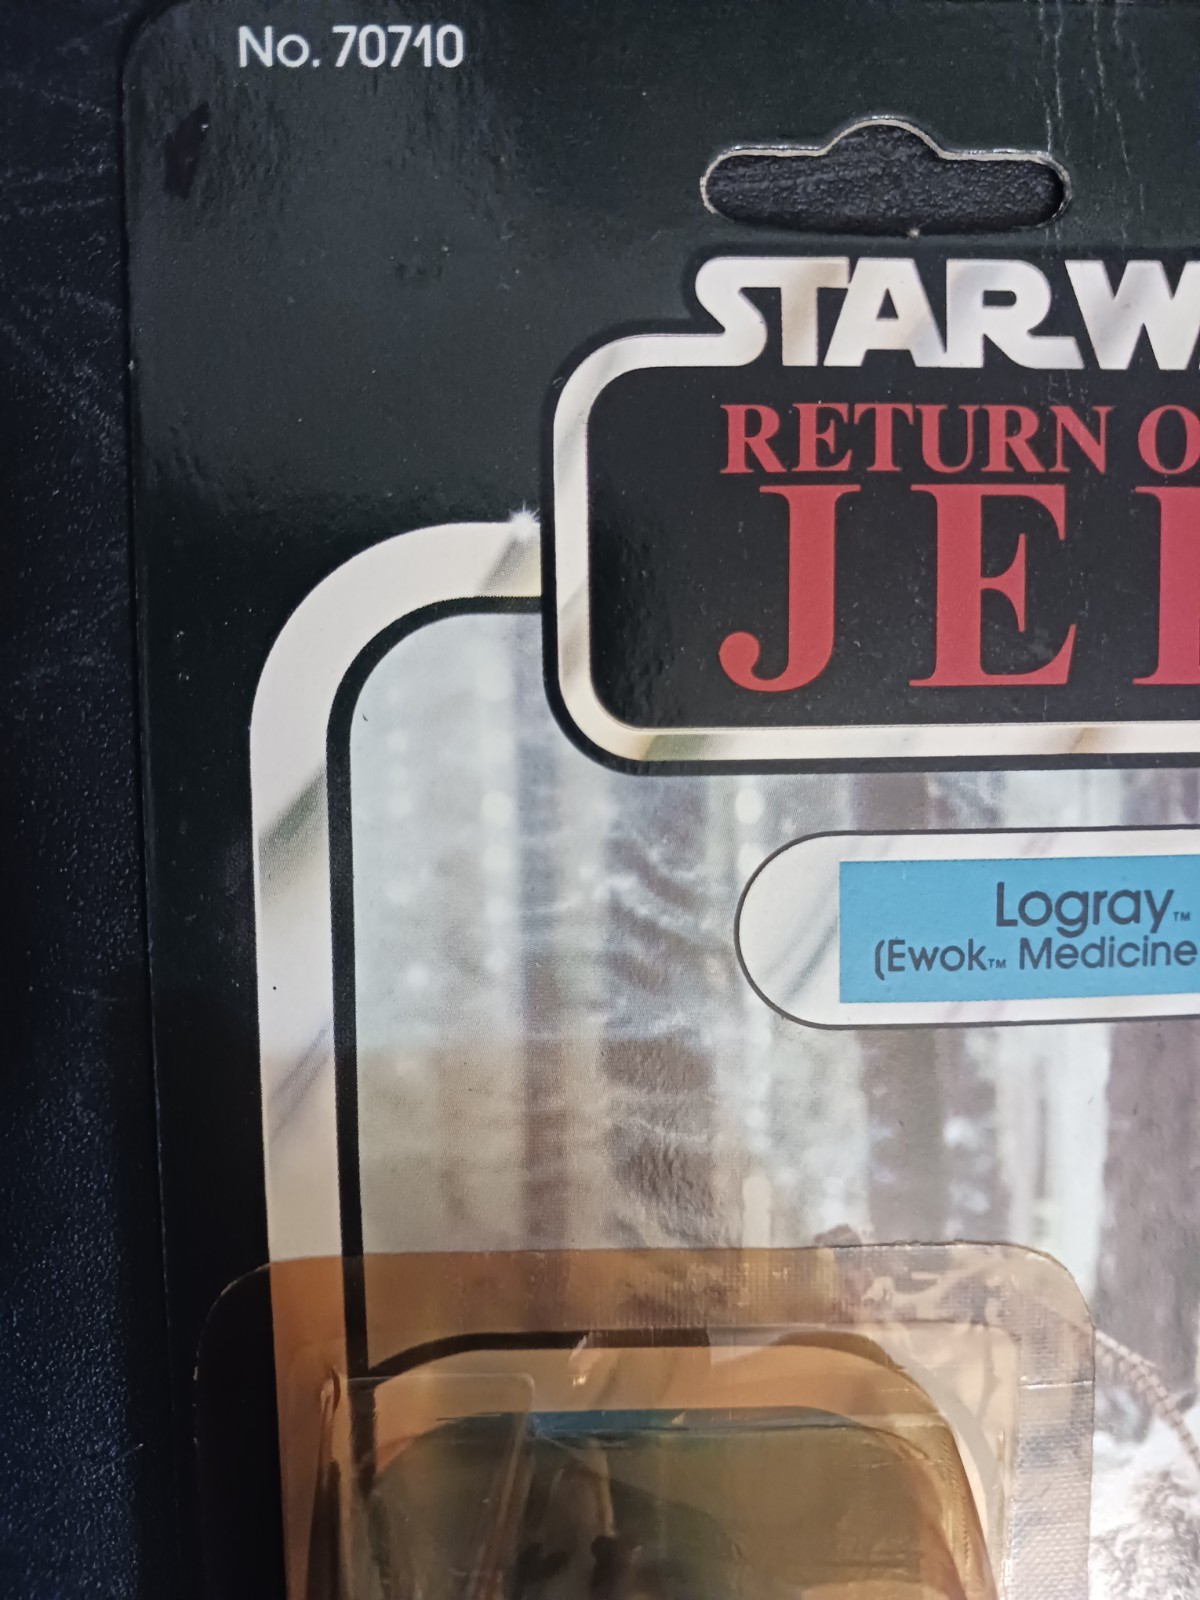 No. 70710
STAR W
RETURN O
JE
Logray™
(Ewok™ Medicine